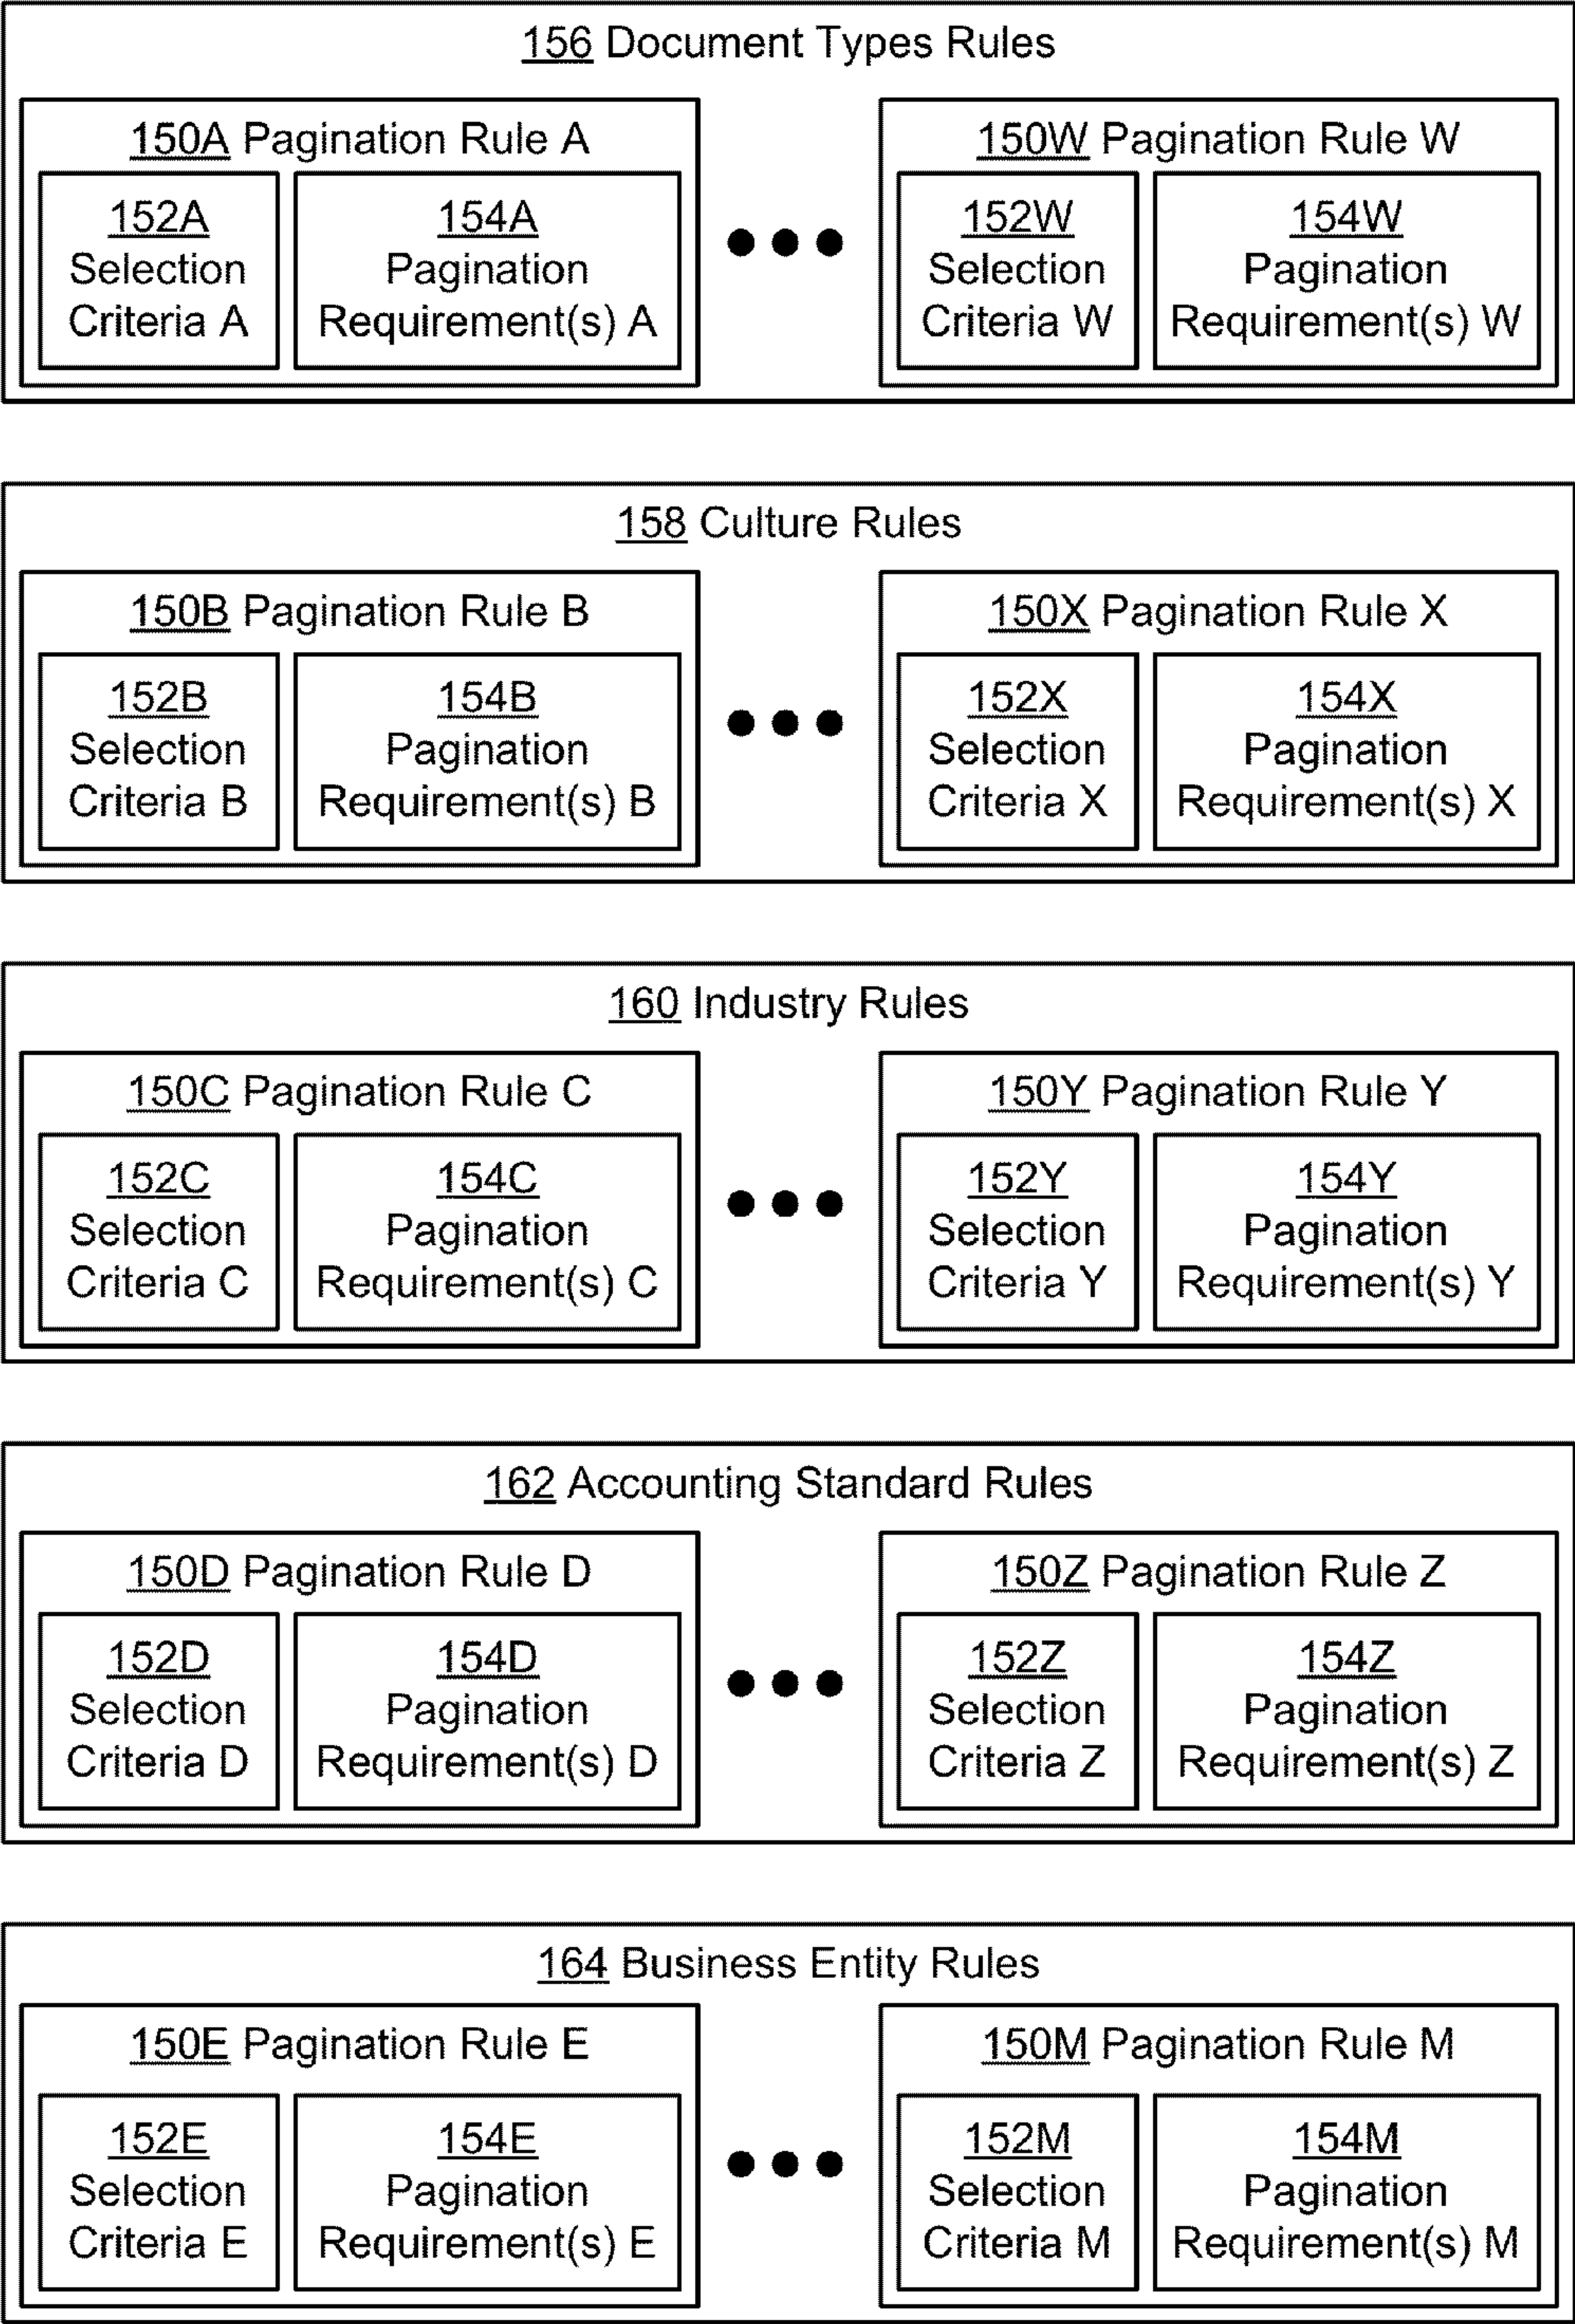 156 Document Types Rules
150A Pagination Rule A
152A
Selection
Criteria A
154A
Pagination
Requirement(s) A
150W Pagination Rule W
152W
Selection
Criteria W
154W
Pagination
Requirement(s) W
158 Culture Rules
150B Pagination Rule B
152B
Selection
Criteria B
154B
Pagination
Requirement(s) B
150X Pagination Rule X
152X
Selection
Criteria X
154X
Pagination
Requirement(s) X
160 Industry Rules
150C Pagination Rule C
152C
Selection
Criteria C
154C
Pagination
Requirement(s) C
150Y Pagination Rule Y
152Y
Selection
Criteria Y
154Y
Pagination
Requirement(s) Y
162 Accounting Standard Rules
150D Pagination Rule D
152D
Selection
Criteria D
154D
Pagination
Requirement(s) D
150Z Pagination Rule Z
152Z
Selection
Criteria Z
154Z
Pagination
Requirement(s) Z
164 Business Entity Rules
150E Pagination Rule E
152E
Selection
Criteria E
154E
Pagination
Requirement(s) E
150M Pagination Rule M
152M
Selection
Criteria M
154M
Pagination
Requirement(s) M